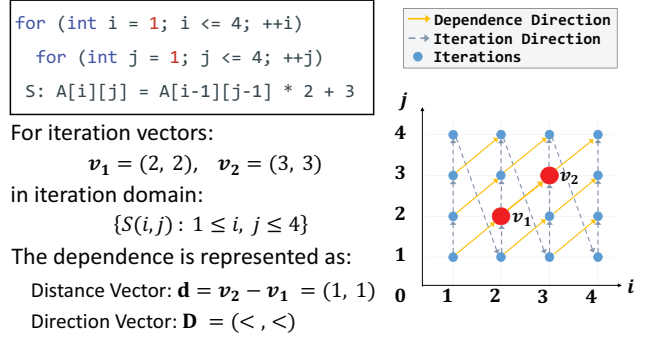 for (int i = 1; i <= 4; ++i)
for (int j = 1; j <= 4; ++j)
S: A[i][j] = A[i-1][j-1] * 2 + 3
For iteration vectors:
v₁ = (2, 2), v₂ = (3, 3)
in iteration domain:
{S(i, j) : 1 ≤ i, j ≤ 4}
The dependence is represented as:
Distance Vector: d = v₂ − v₁ = (1, 1)
Direction Vector: D = (< , <)
Dependence Direction
Iteration Direction
Iterations
j
4
3
2
1
0
1 2 3 4 i
v₂
v₁